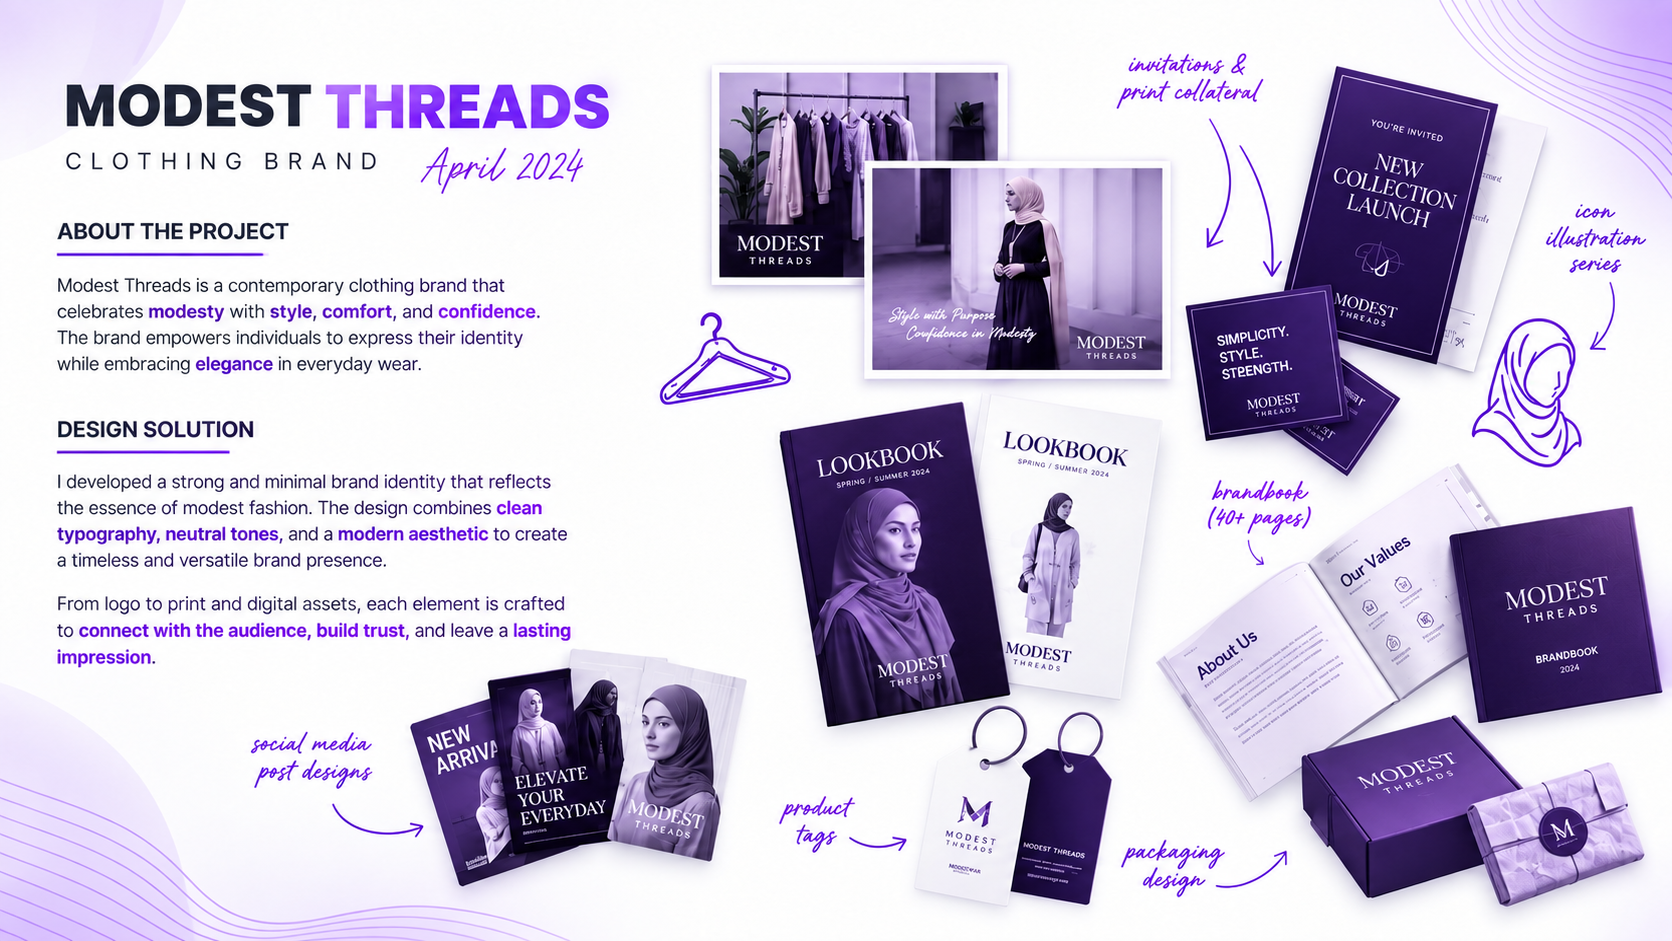 MODEST THREADS
CLOTHING BRAND
April 2024
ABOUT THE PROJECT
Modest Threads is a contemporary clothing brand that
celebrates modesty with style, comfort, and confidence.
The brand empowers individuals to express their identity
while embracing elegance in everyday wear.
DESIGN SOLUTION
I developed a strong and minimal brand identity that reflects
the essence of modest fashion. The design combines clean
typography, neutral tones, and a modern aesthetic to create
a timeless and versatile brand presence.
From logo to print and digital assets, each element is crafted
to connect with the audience, build trust, and leave a lasting
impression.
social media
post designs
NEW
ELEVATE
YOUR
EVERYDAY
MODEST
THREADS
MODEST
THREADS
Style with Purpose
Confidence in Modesty
MODEST
THREADS
invitations &
print collateral
YOU'RE INVITED
NEW
COLLECTION
LAUNCH
MODEST
THREADS
SIMPLICITY.
STYLE.
STRENGTH.
MODEST
THREADS
icon
illustration
series
LOOKBOOK
SPRING / SUMMER 2024
MODEST
THREADS
LOOKBOOK
SPRING / SUMMER 2024
MODEST
THREADS
brandbook
(40+ pages)
About Us
Our Values
MODEST
THREADS
BRANDBOOK
2024
product
tags
M
MODEST
THREADS
MODEST THREADS
packaging
design
MODEST
THREADS
M